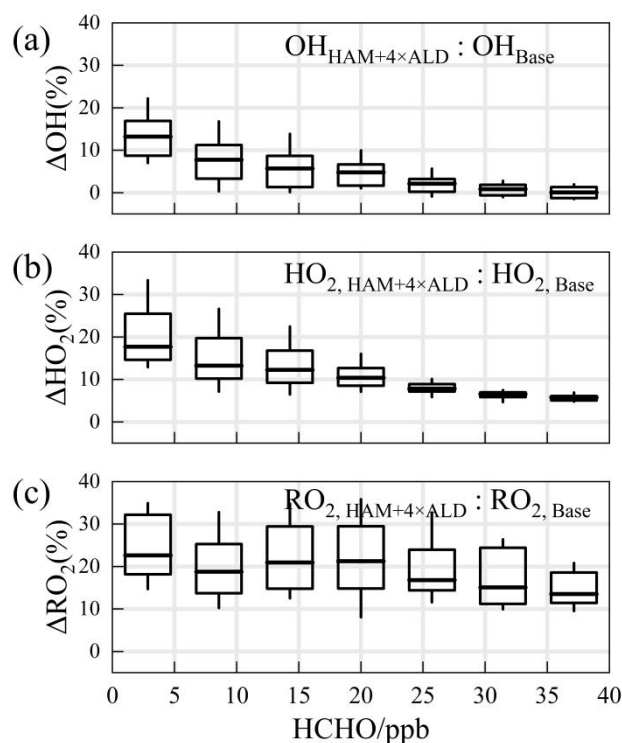 (a)
40
30
20
10
0
ΔOH(%)
OH_HAM+4×ALD : OH_Base
(b)
40
30
20
10
0
ΔHO₂(%)
HO₂, HAM+4×ALD : HO₂, Base
(c)
40
30
20
10
0
ΔRO₂(%)
RO₂, HAM+4×ALD : RO₂, Base
0 5 10 15 20 25 30 35 40
HCHO/ppb